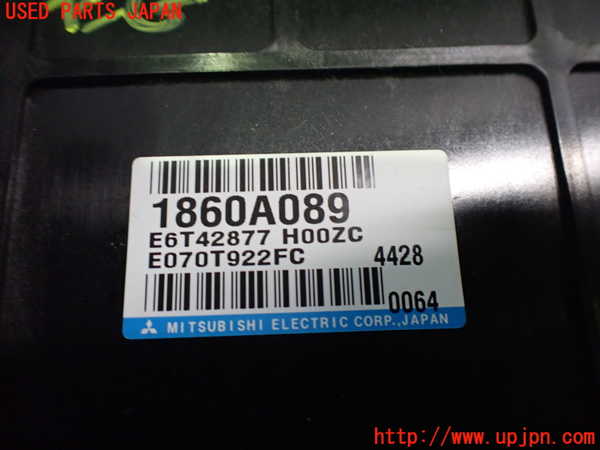 USED PARTS JAPAN
1860A089
E6T42877 H00ZC
E070T922FC 4428
0064
MITSUBISHI ELECTRIC CORP.,JAPAN
http://www.upjpn.com/